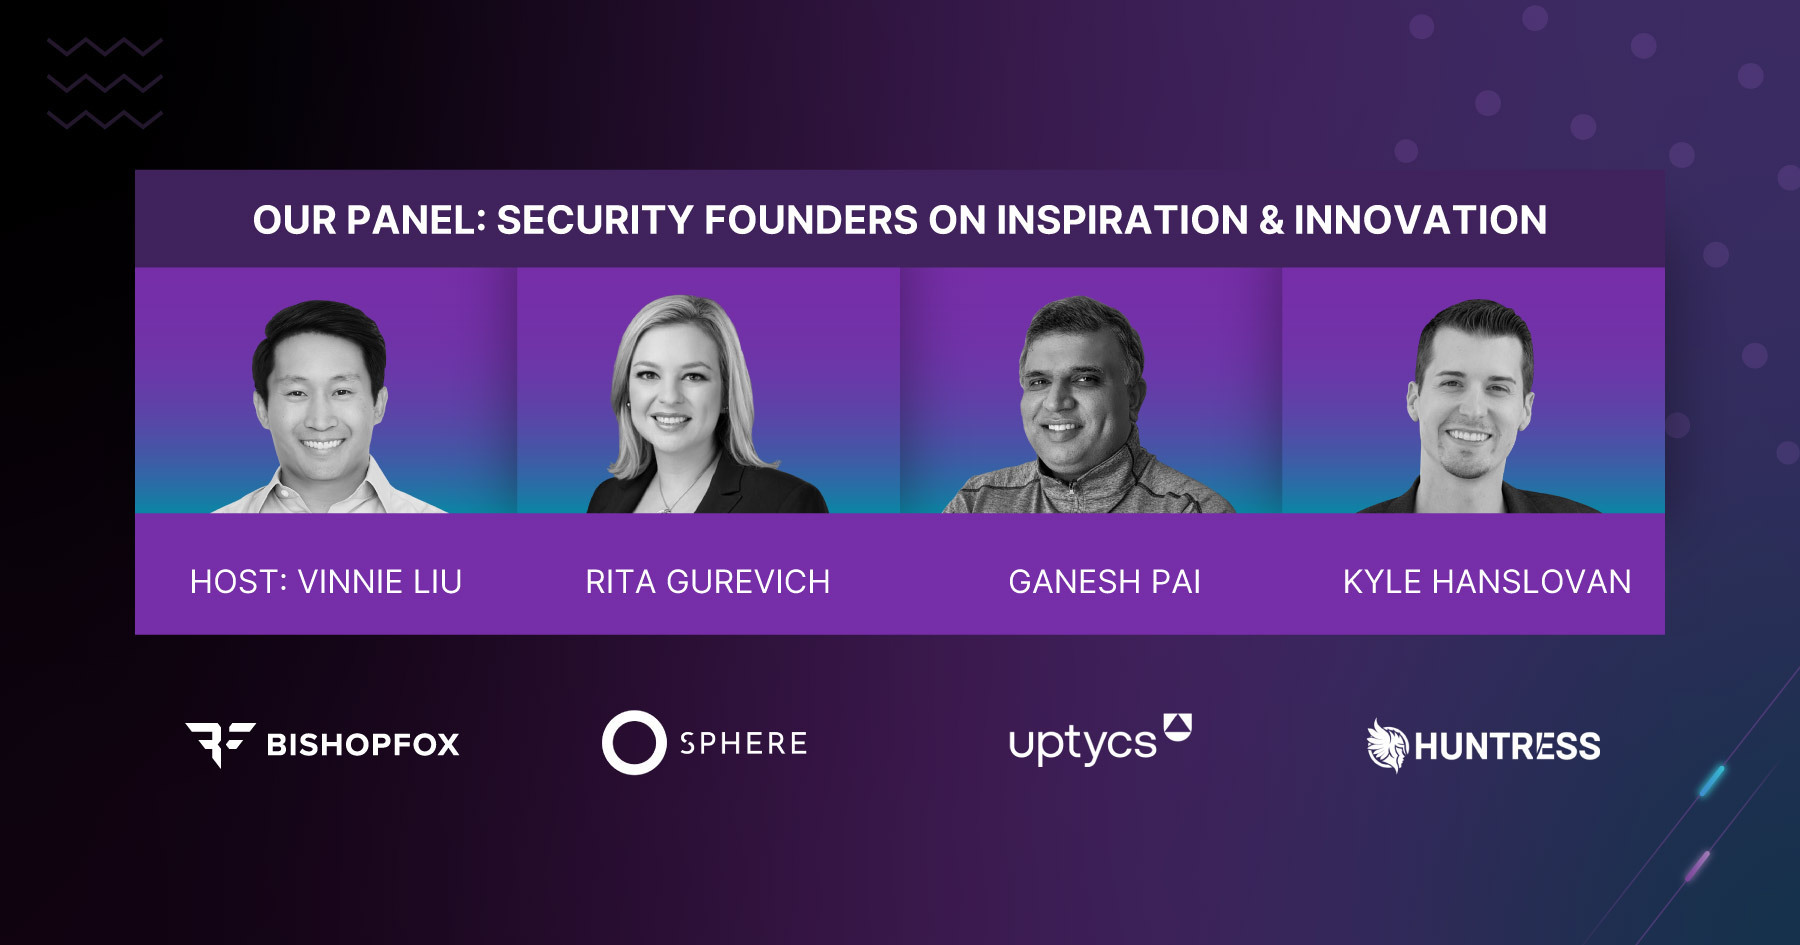 OUR PANEL: SECURITY FOUNDERS ON INSPIRATION & INNOVATION
HOST: VINNIE LIU
RITA GUREVICH
GANESH PAI
KYLE HANSLOVAN
BISHOPFOX
SPHERE
uptycs
HUNTRESS